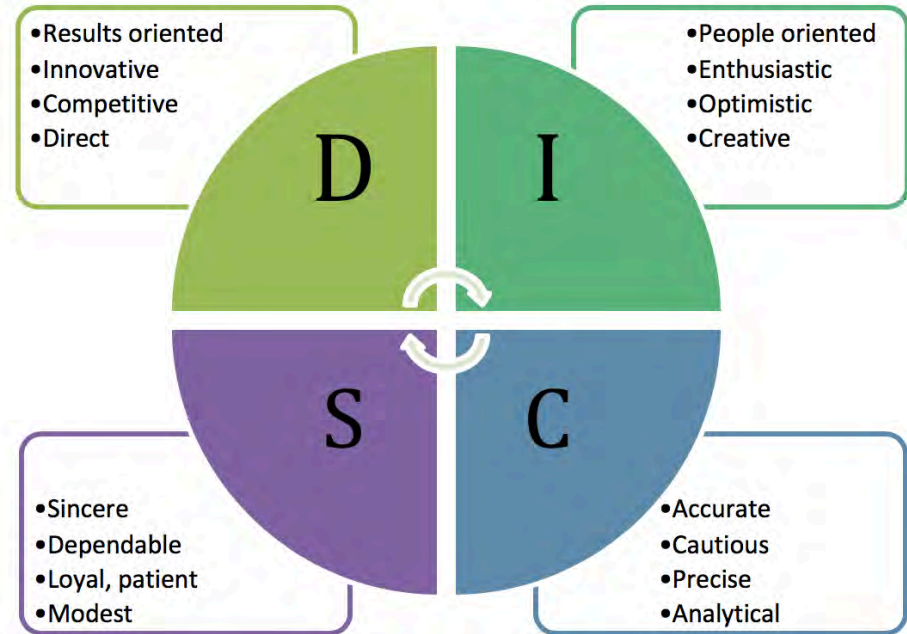 •Results oriented
•Innovative
•Competitive
•Direct
D
•People oriented
•Enthusiastic
•Optimistic
•Creative
I
S
•Sincere
•Dependable
•Loyal, patient
•Modest
C
•Accurate
•Cautious
•Precise
•Analytical